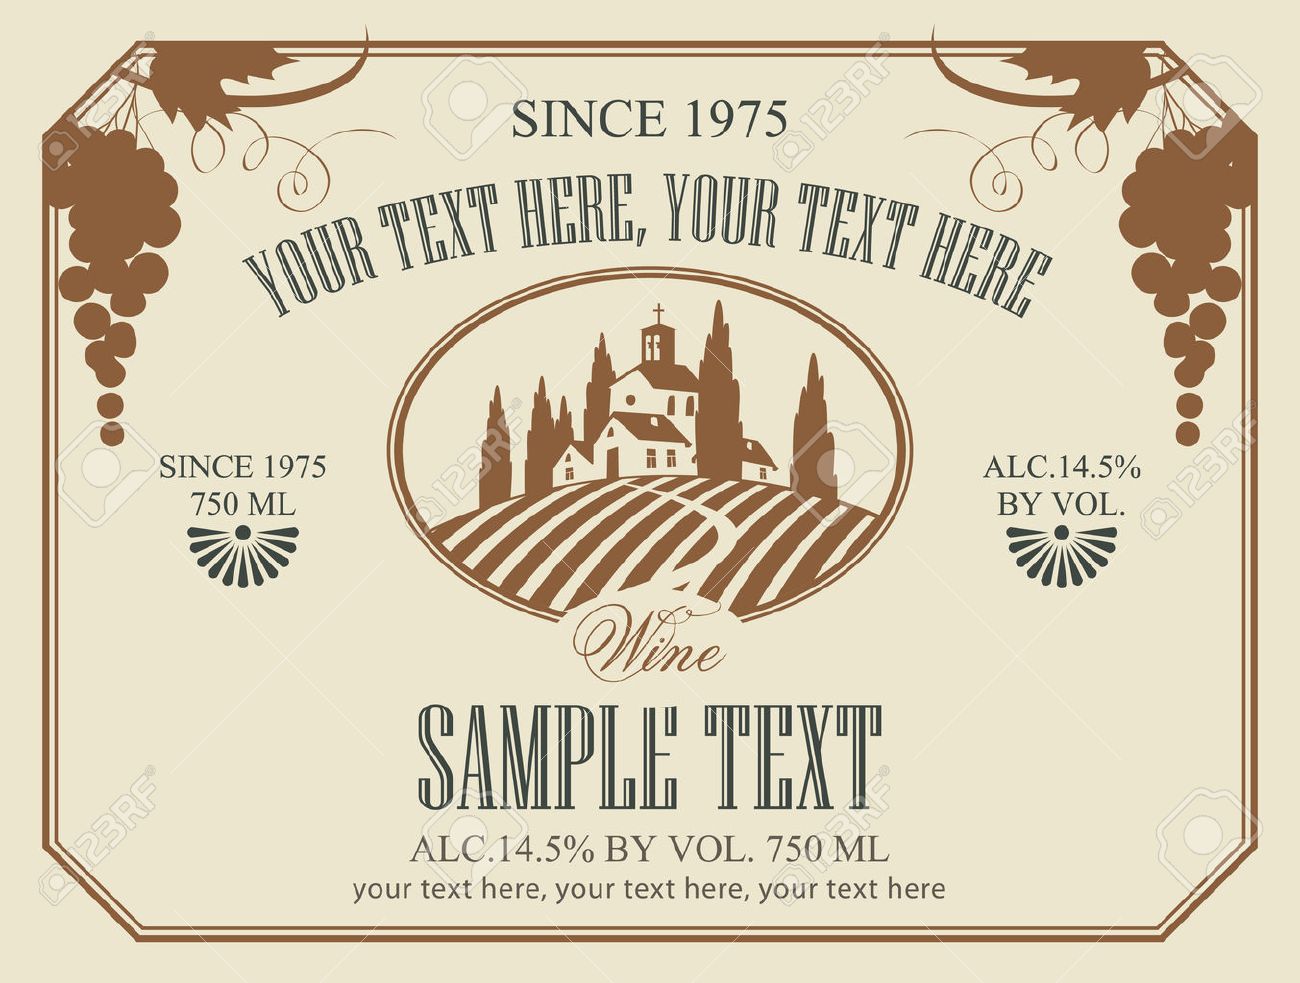 SINCE 1975
YOUR TEXT HERE, YOUR TEXT HERE
SINCE 1975
750 ML
ALC.14.5%
BY VOL.
Wine
SAMPLE TEXT
ALC.14.5% BY VOL. 750 ML
your text here, your text here, your text here
123RF